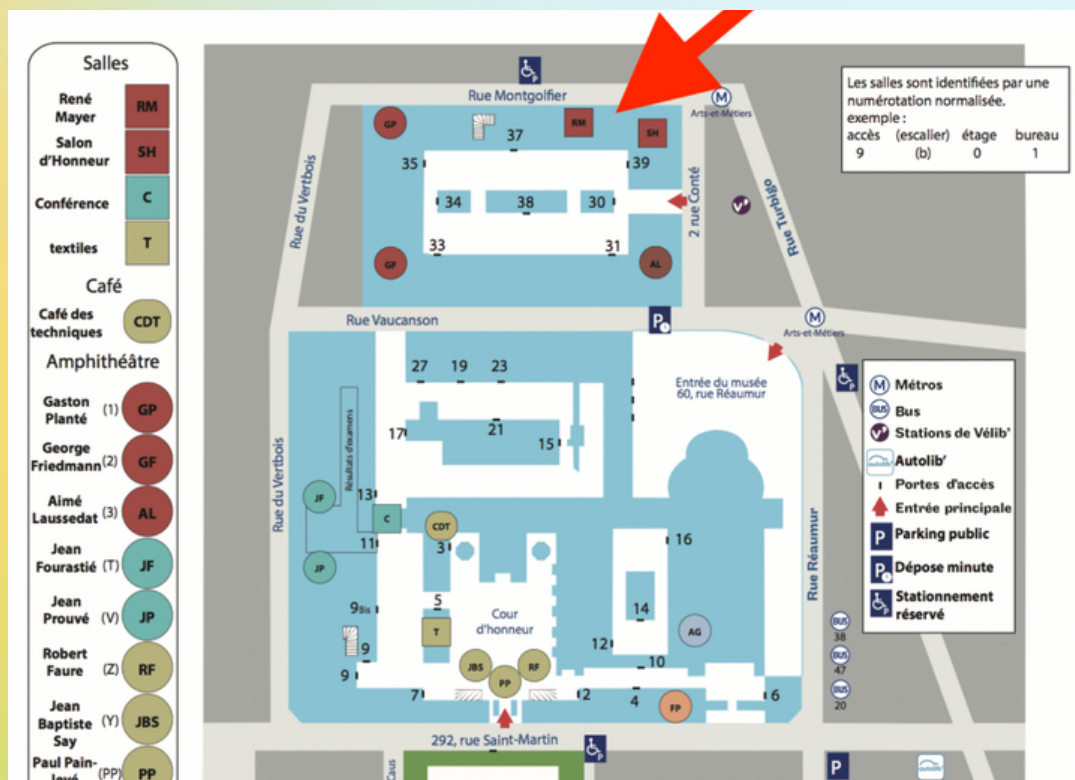 Salles
René
Mayer
RM
Salon
d'Honneur
SH
Conférence
C
textiles
T
Café
Café des
techniques
CDT
Amphithéâtre
Gaston
Planté
(1)
GP
George
Friedmann
(2)
GF
Aimé
Laussedat
(3)
AL
Jean
Fourastié
(T)
JF
Jean
Prouvé
(V)
JP
Robert
Faure
(Z)
RF
Jean
Baptiste
Say
(Y)
JBS
Paul Pain-
levé
(PP)
PP
Rue Montgolfier
P
M
Arts-et-Métiers
GP
RM
SH
37
35
39
34
38
30
33
31
GF
AL
2 rue Conté
Rue du Vertbois
Rue Turbigo
Rue Vaucanson
P
M
Arts-et-Métiers
Entrée du musée
60, rue Réaumur
P
27
19
23
21
17
15
Résultats d'examens
Rue du Vertbois
JF
13
C
CDT
11
3
16
JP
9Bis
5
Cour
d'honneur
14
T
12
AG
9
9
JBS
PP
RF
10
7
2
4
FP
6
Rue Réaumur
BUS
38
BUS
47
BUS
20
292, rue Saint-Martin
P
Caus
P
autolib'
Les salles sont identifiées par une
numérotation normalisée.
exemple :
accès (escalier) étage bureau
9 (b) 0 1
M Métros
BUS Bus
Stations de Vélib'
autolib' Autolib'
Portes d'accès
Entrée principale
P Parking public
P Dépose minute
P Stationnement
réservé